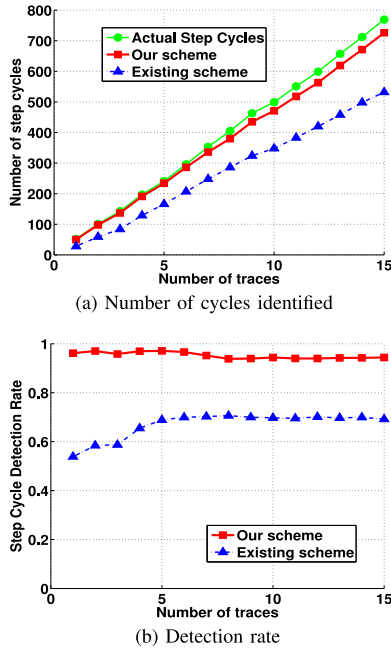 800
700
600
500
400
300
200
100
0
Number of step cycles
Actual Step Cycles
Our scheme
Existing scheme
0 5 10 15
Number of traces
(a) Number of cycles identified
1
0.8
0.6
0.4
0.2
0
Step Cycle Detection Rate
Our scheme
Existing scheme
0 5 10 15
Number of traces
(b) Detection rate